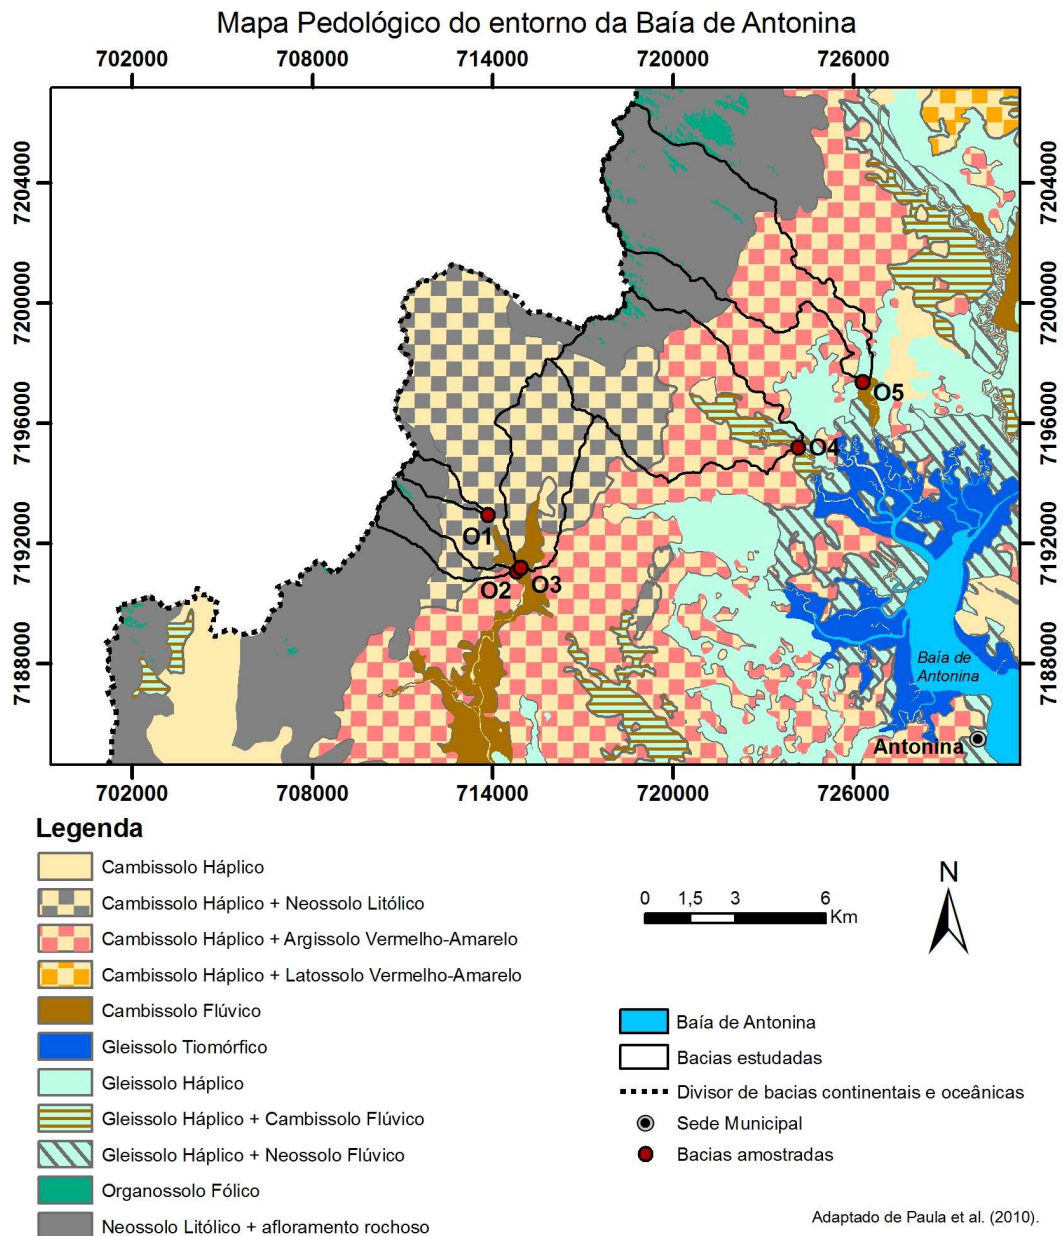 Mapa Pedológico do entorno da Baía de Antonina
702000 708000 714000 720000 726000
7204000 7204000
7200000 7200000
O5
7196000 7196000
O4
O1
7192000 7192000
O2 O3
7188000 7188000
Baía de
Antonina
Antonina
702000 708000 714000 720000 726000
Legenda
Cambissolo Háplico
Cambissolo Háplico + Neossolo Litólico
Cambissolo Háplico + Argissolo Vermelho-Amarelo
Cambissolo Háplico + Latossolo Vermelho-Amarelo
Cambissolo Flúvico
Gleissolo Tiomórfico
Gleissolo Háplico
Gleissolo Háplico + Cambissolo Flúvico
Gleissolo Háplico + Neossolo Flúvico
Organossolo Fólico
Neossolo Litólico + afloramento rochoso
0 1,5 3 6
Km
N
Baía de Antonina
Bacias estudadas
Divisor de bacias continentais e oceânicas
Sede Municipal
Bacias amostradas
Adaptado de Paula et al. (2010).